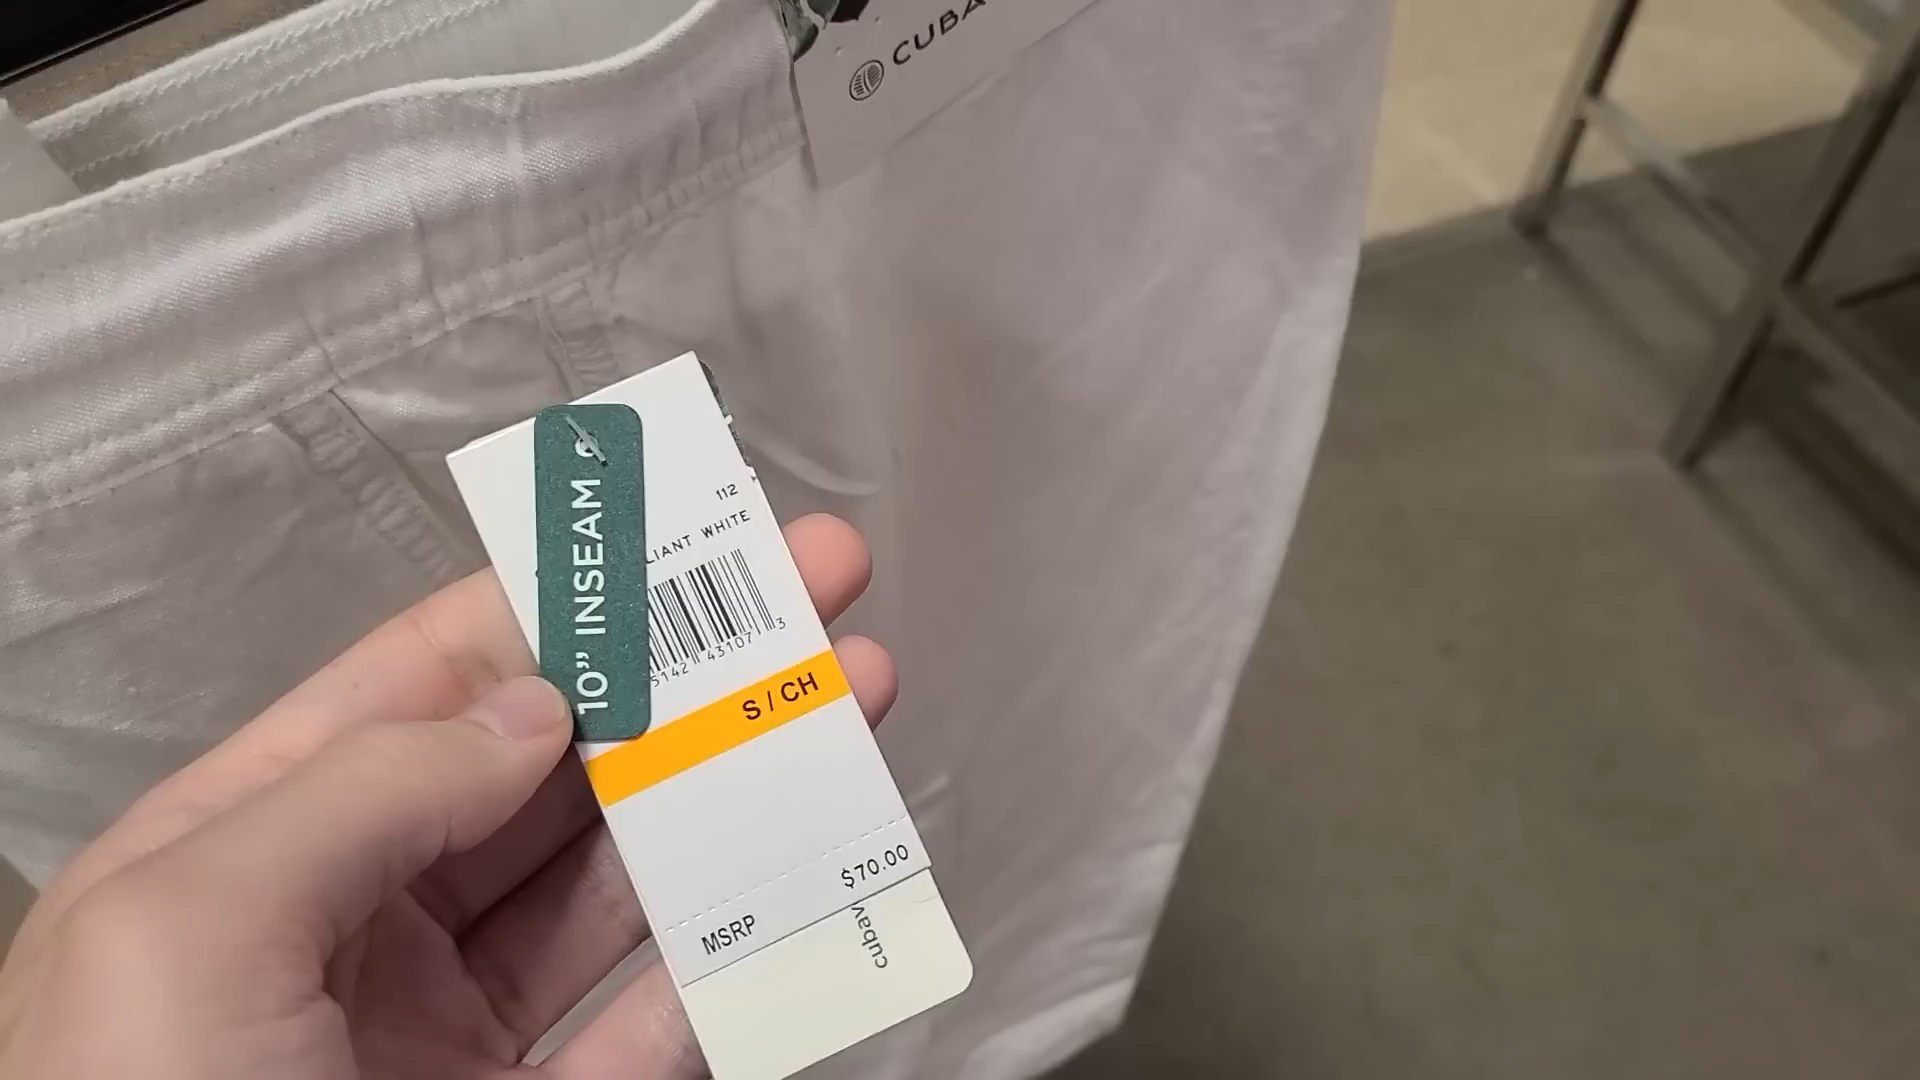 CUBA
10" INSEAM
112
LIANT WHITE
5142 43107 3
S / CH
$70.00
MSRP
cubav